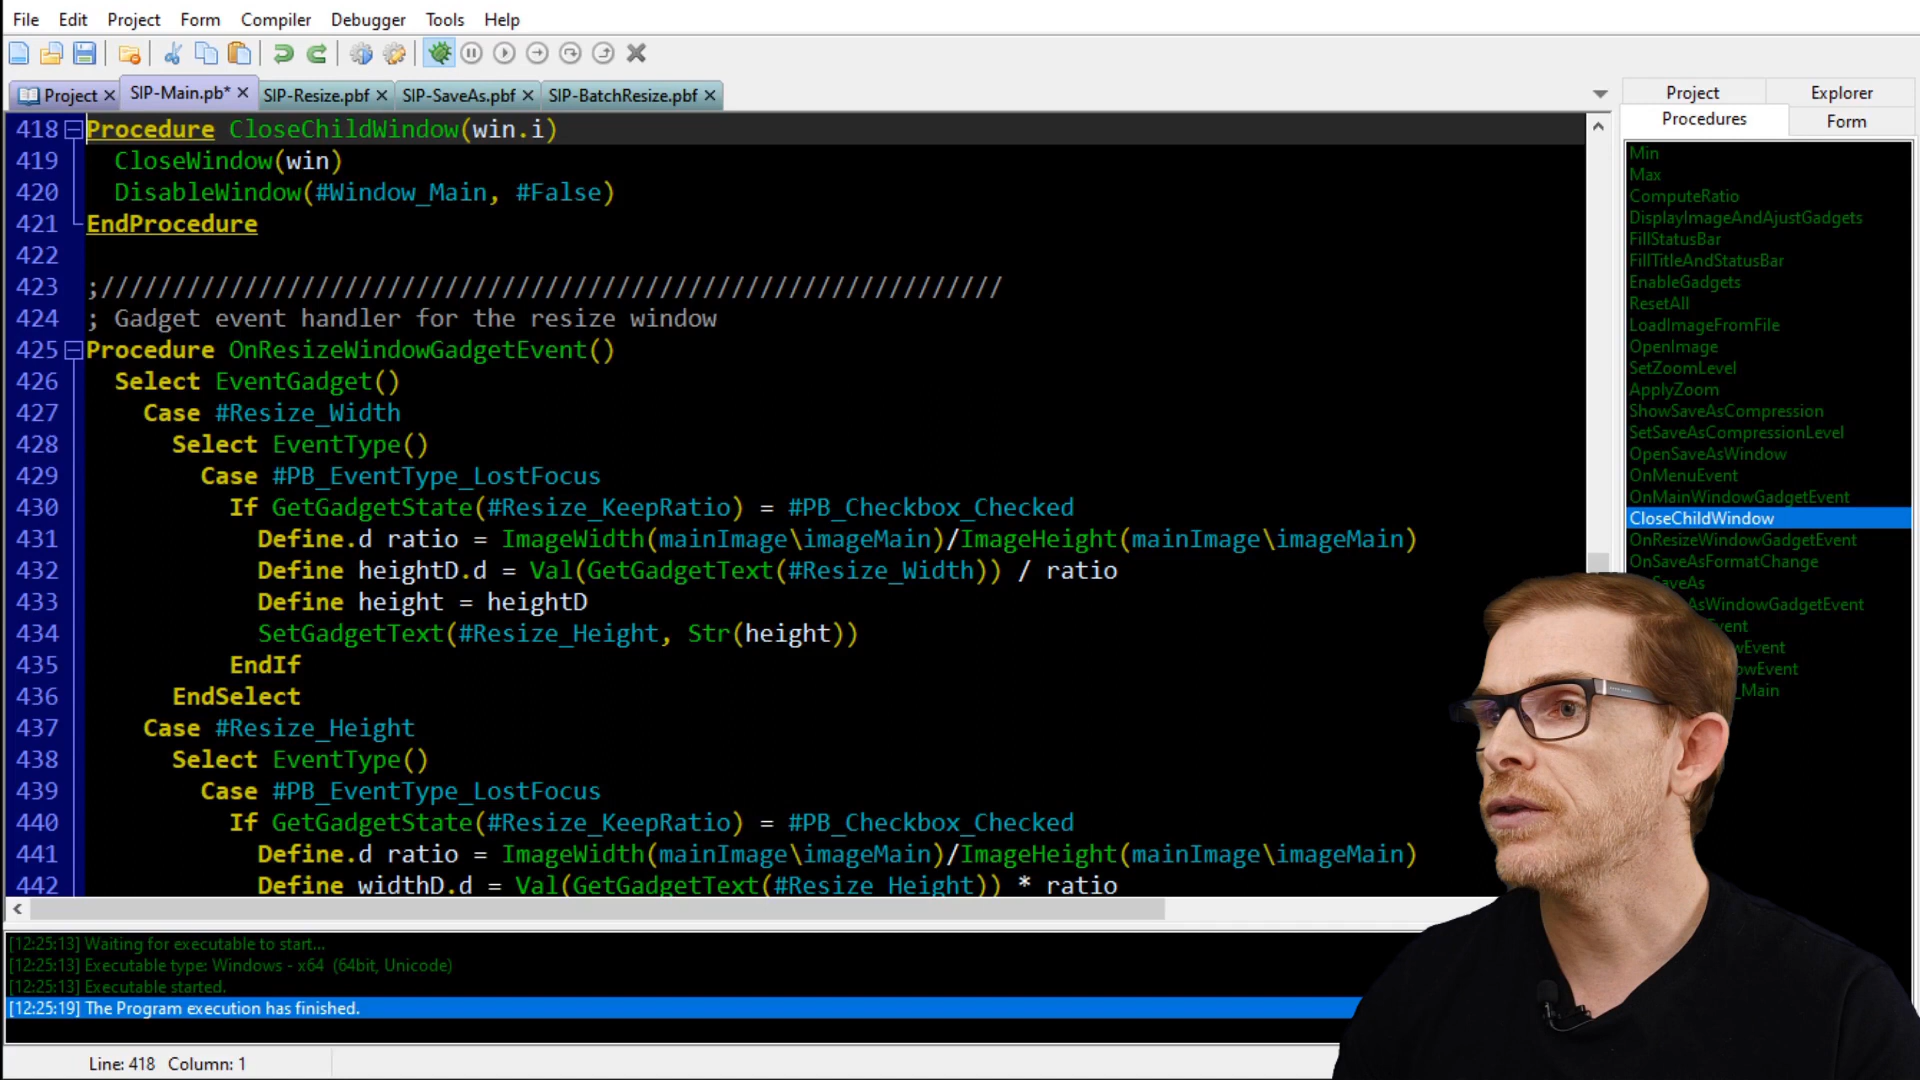 File Edit Project Form Compiler Debugger Tools Help
Project SIP-Main.pb* SIP-Resize.pbf SIP-SaveAs.pbf SIP-BatchResize.pbf
418 Procedure CloseChildWindow(win.i)
419 CloseWindow(win)
420 DisableWindow(#Window_Main, #False)
421 EndProcedure
422
423 ;///////////////////////////////////////////////////////////////
424 ; Gadget event handler for the resize window
425 Procedure OnResizeWindowGadgetEvent()
426 Select EventGadget()
427 Case #Resize_Width
428 Select EventType()
429 Case #PB_EventType_LostFocus
430 If GetGadgetState(#Resize_KeepRatio) = #PB_Checkbox_Checked
431 Define.d ratio = ImageWidth(mainImage\imageMain)/ImageHeight(mainImage\imageMain)
432 Define heightD.d = Val(GetGadgetText(#Resize_Width)) / ratio
433 Define height = heightD
434 SetGadgetText(#Resize_Height, Str(height))
435 EndIf
436 EndSelect
437 Case #Resize_Height
438 Select EventType()
439 Case #PB_EventType_LostFocus
440 If GetGadgetState(#Resize_KeepRatio) = #PB_Checkbox_Checked
441 Define.d ratio = ImageWidth(mainImage\imageMain)/ImageHeight(mainImage\imageMain)
442 Define widthD.d = Val(GetGadgetText(#Resize_Height)) * ratio
[12:25:13] Waiting for executable to start...
[12:25:13] Executable type: Windows - x64 (64bit, Unicode)
[12:25:13] Executable started.
[12:25:19] The Program execution has finished.
Line: 418 Column: 1
Project Explorer
Procedures Form
Min
Max
ComputeRatio
DisplayImageAndAjustGadgets
FillStatusBar
FillTitleAndStatusBar
EnableGadgets
ResetAll
LoadImageFromFile
OpenImage
SetZoomLevel
ApplyZoom
ShowSaveAsCompression
SetSaveAsCompressionLevel
OpenSaveAsWindow
OnMenuEvent
OnMainWindowGadgetEvent
CloseChildWindow
OnResizeWindowGadgetEvent
OnSaveAsFormatChange
SaveAs
AsWindowGadgetEvent
Event
wEvent
owEvent
_Main